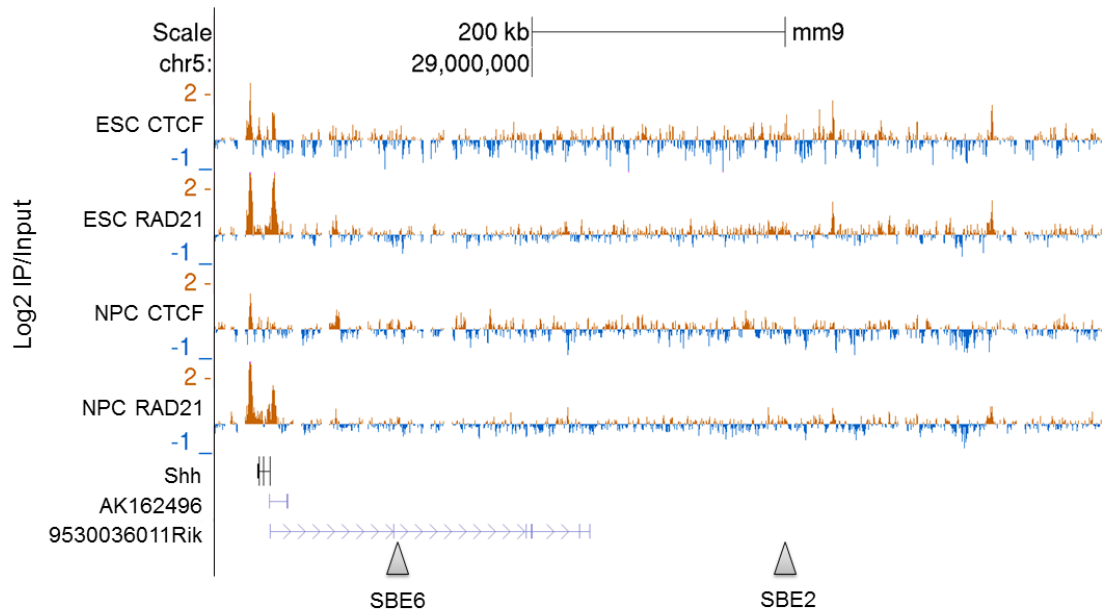 Scale 200 kb mm9
chr5: 29,000,000
Log2 IP/Input
2 -
ESC CTCF
-1 _
2 -
ESC RAD21
-1 _
2 -
NPC CTCF
-1 _
2 -
NPC RAD21
-1 _
Shh
AK162496
9530036O11Rik
SBE6 SBE2